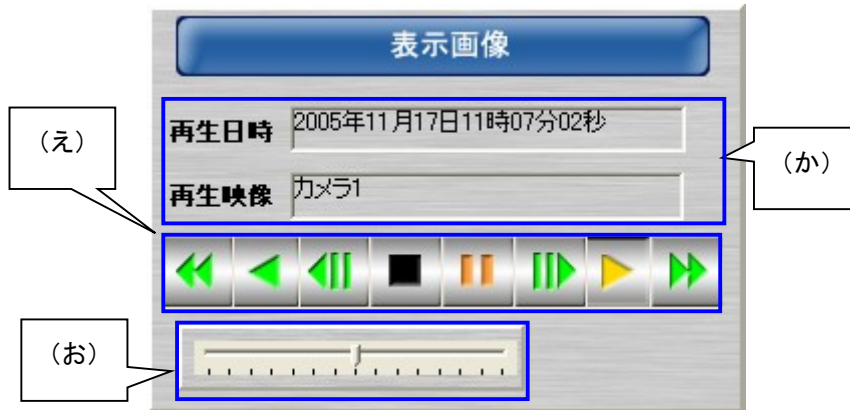 表示画像
(え)
再生日時 2005年11月17日11時07分02秒
(か)
再生映像 カメラ1
(お)